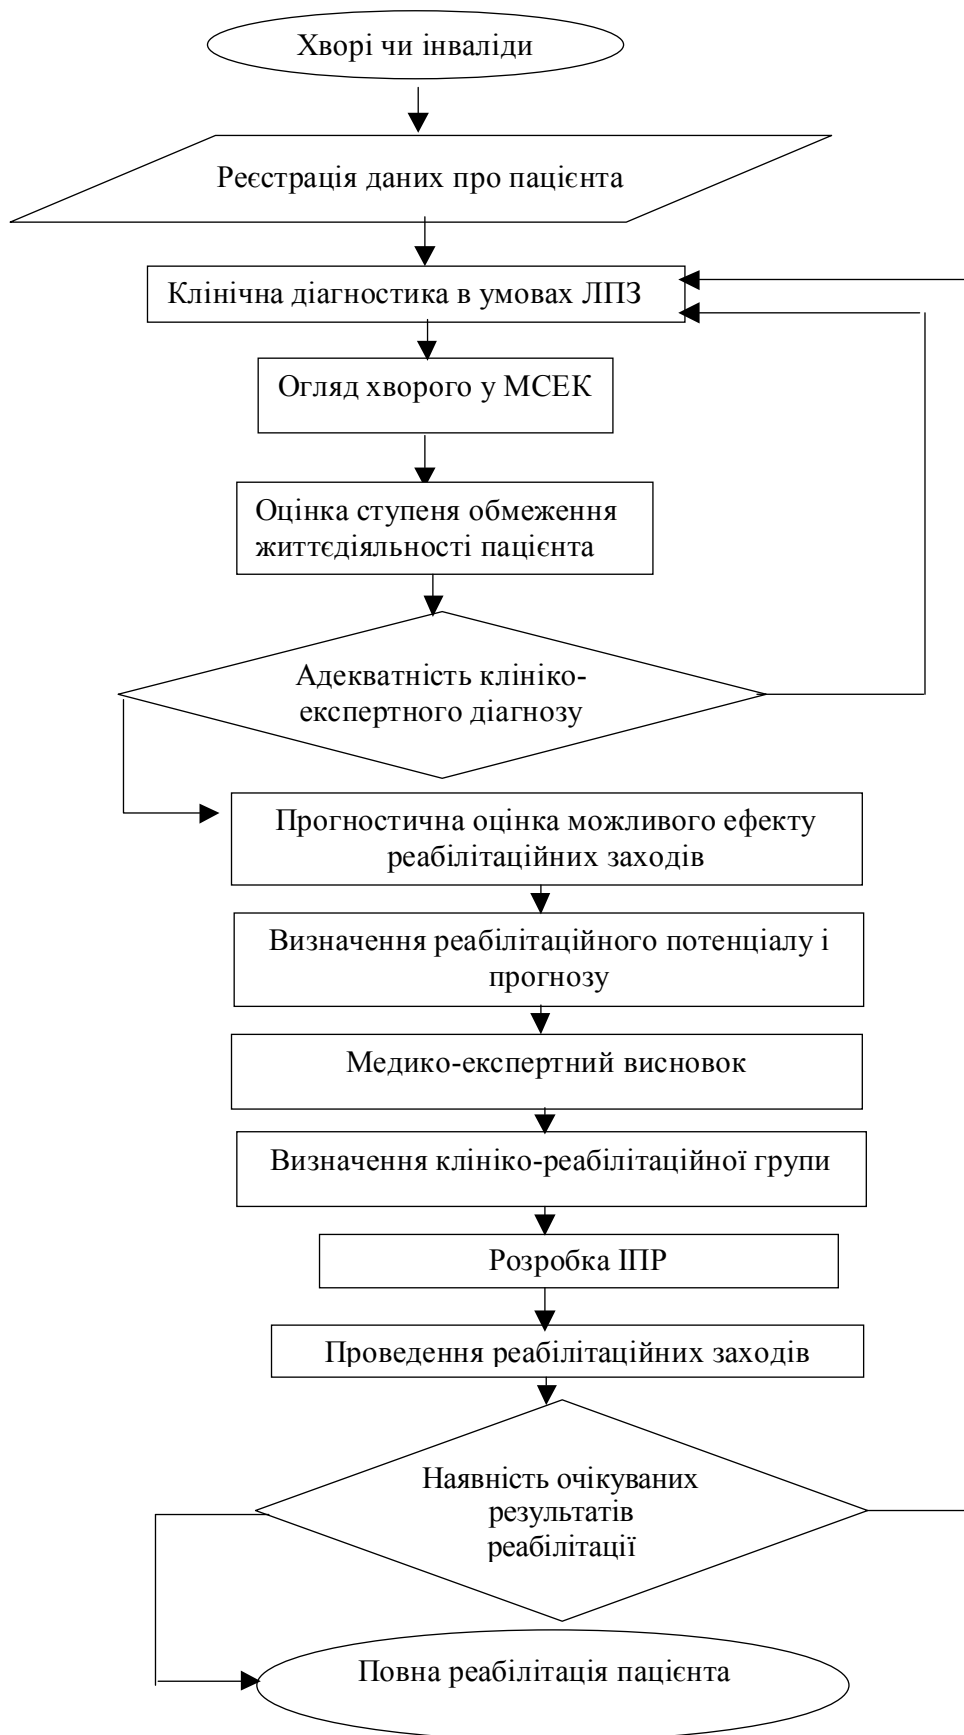 Хворі чи інваліди
Реєстрація даних про пацієнта
Клінічна діагностика в умовах ЛПЗ
Огляд хворого у МСЕК
Оцінка ступеня обмеження
життєдіяльності пацієнта
Адекватність клініко-
експертного діагнозу
Прогностична оцінка можливого ефекту
реабілітаційних заходів
Визначення реабілітаційного потенціалу і
прогнозу
Медико-експертний висновок
Визначення клініко-реабілітаційної групи
Розробка ІПР
Проведення реабілітаційних заходів
Наявність очікуваних
результатів
реабілітації
Повна реабілітація пацієнта